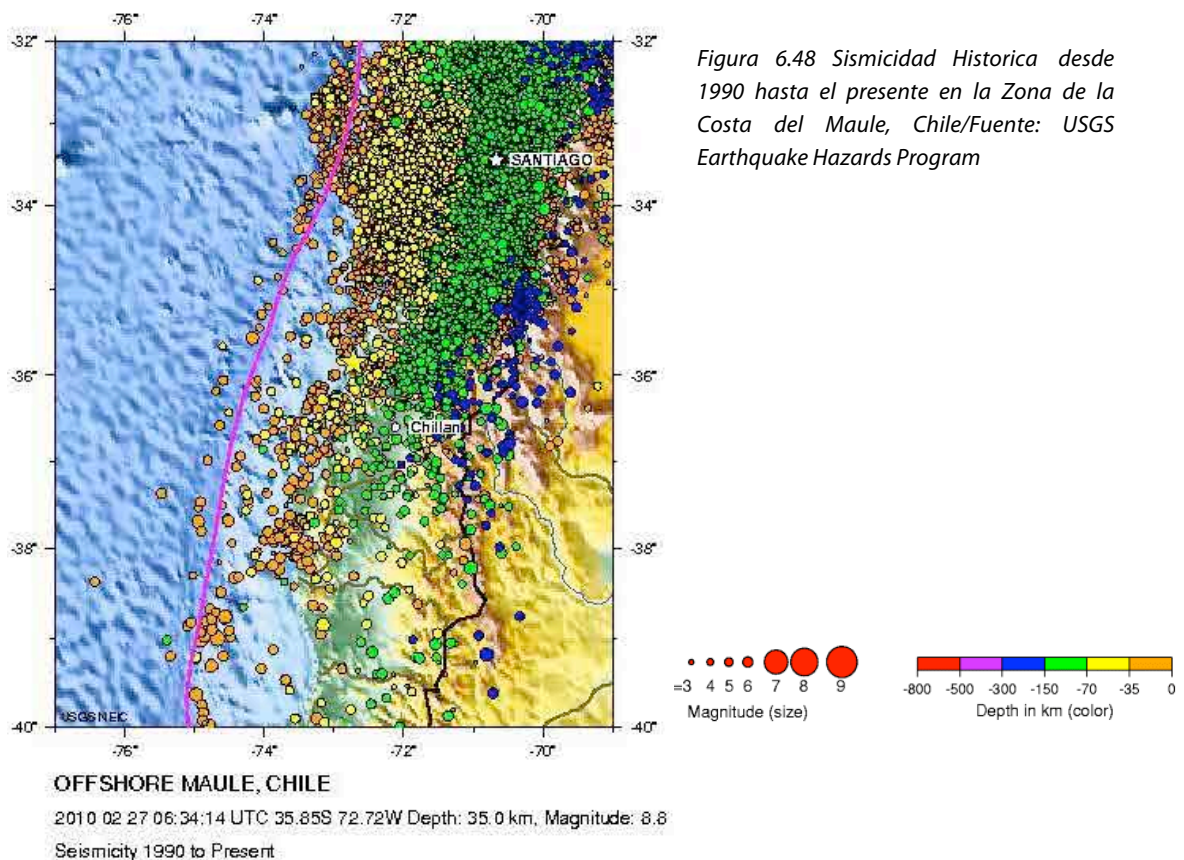 -76° -74° -72° -70°
-32° -32°
SANTIAGO
-34° -34°
-36° -36°
Chillan
-38° -38°
-40° -40°
USGS NEIC
-76° -74° -72° -70°
OFFSHORE MAULE, CHILE
2010 02 27 06:34:14 UTC 35.85S 72.72W Depth: 35.0 km, Magnitude: 8.8
Seismicity 1990 to Present
Figura 6.48 Sismicidad Historica desde
1990 hasta el presente en la Zona de la
Costa del Maule, Chile/Fuente: USGS
Earthquake Hazards Program
=3 4 5 6 7 8 9
Magnitude (size)
-800 -500 -300 -150 -70 -35 0
Depth in km (color)